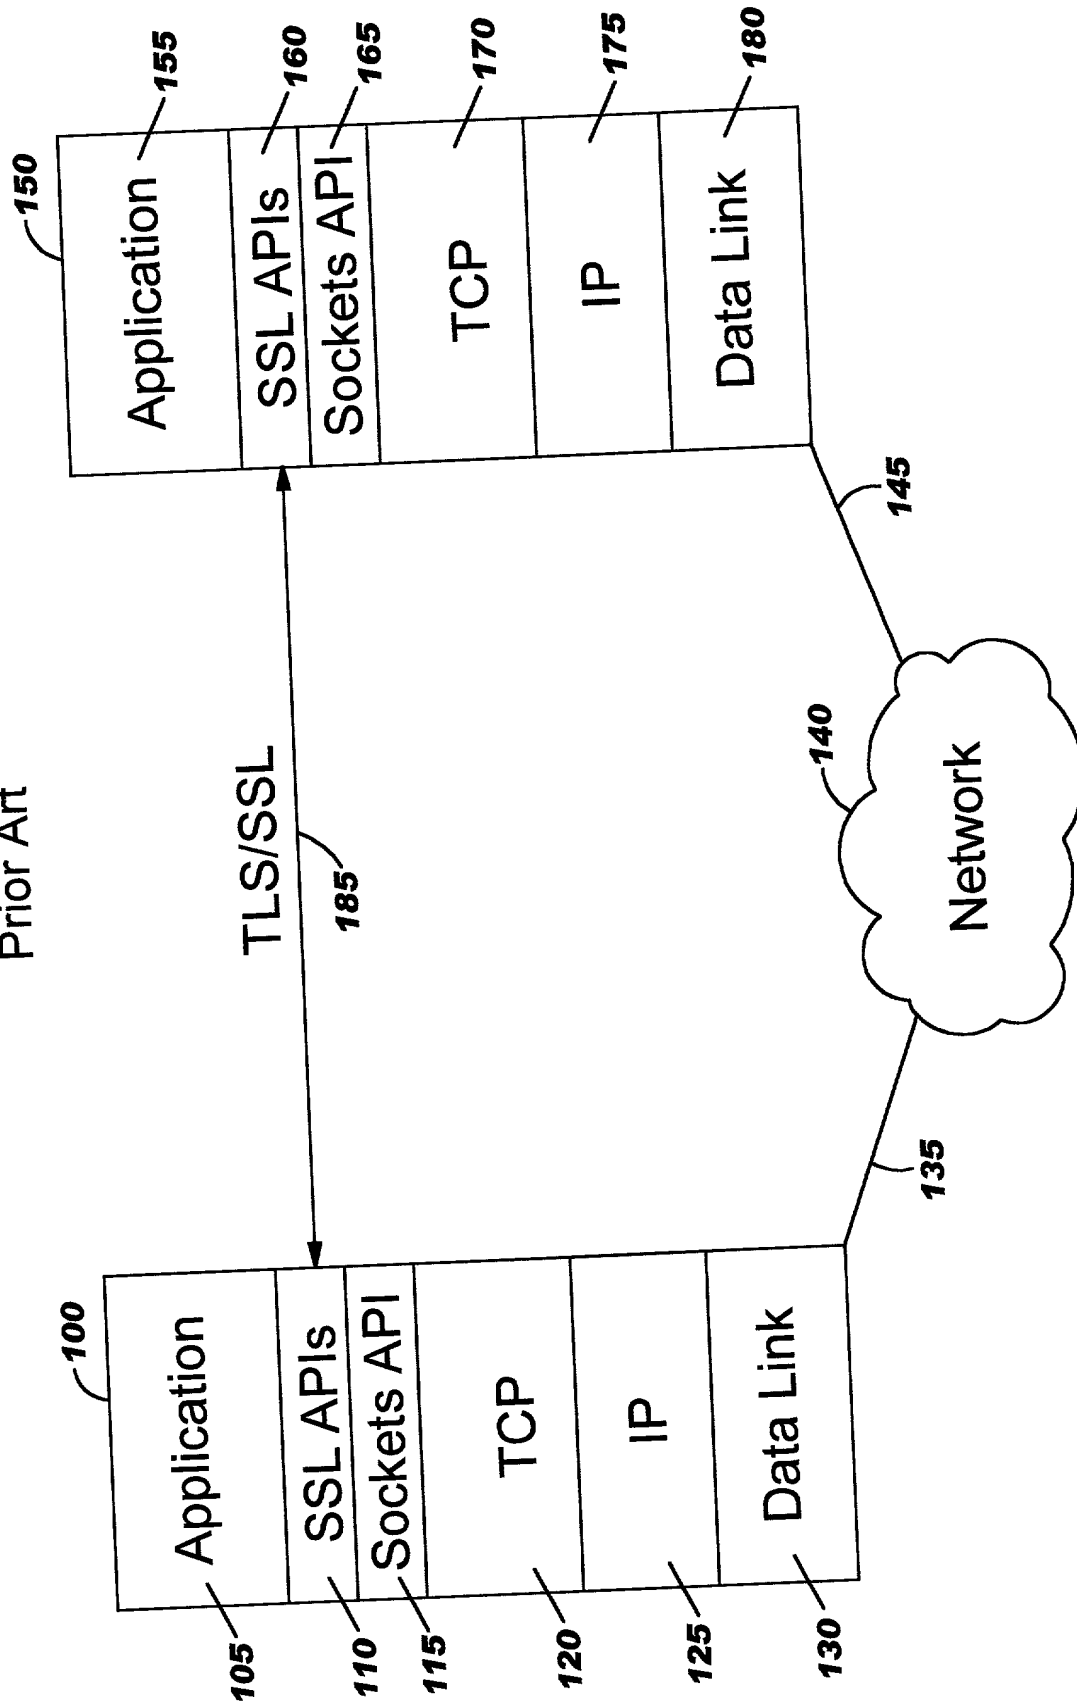 Prior Art
100
Application
SSL APIs
Sockets API
TCP
IP
Data Link
105
110
115
120
125
130
TLS/SSL
185
135
140
Network
145
150
Application
SSL APIs
Sockets API
TCP
IP
Data Link
155
160
165
170
175
180